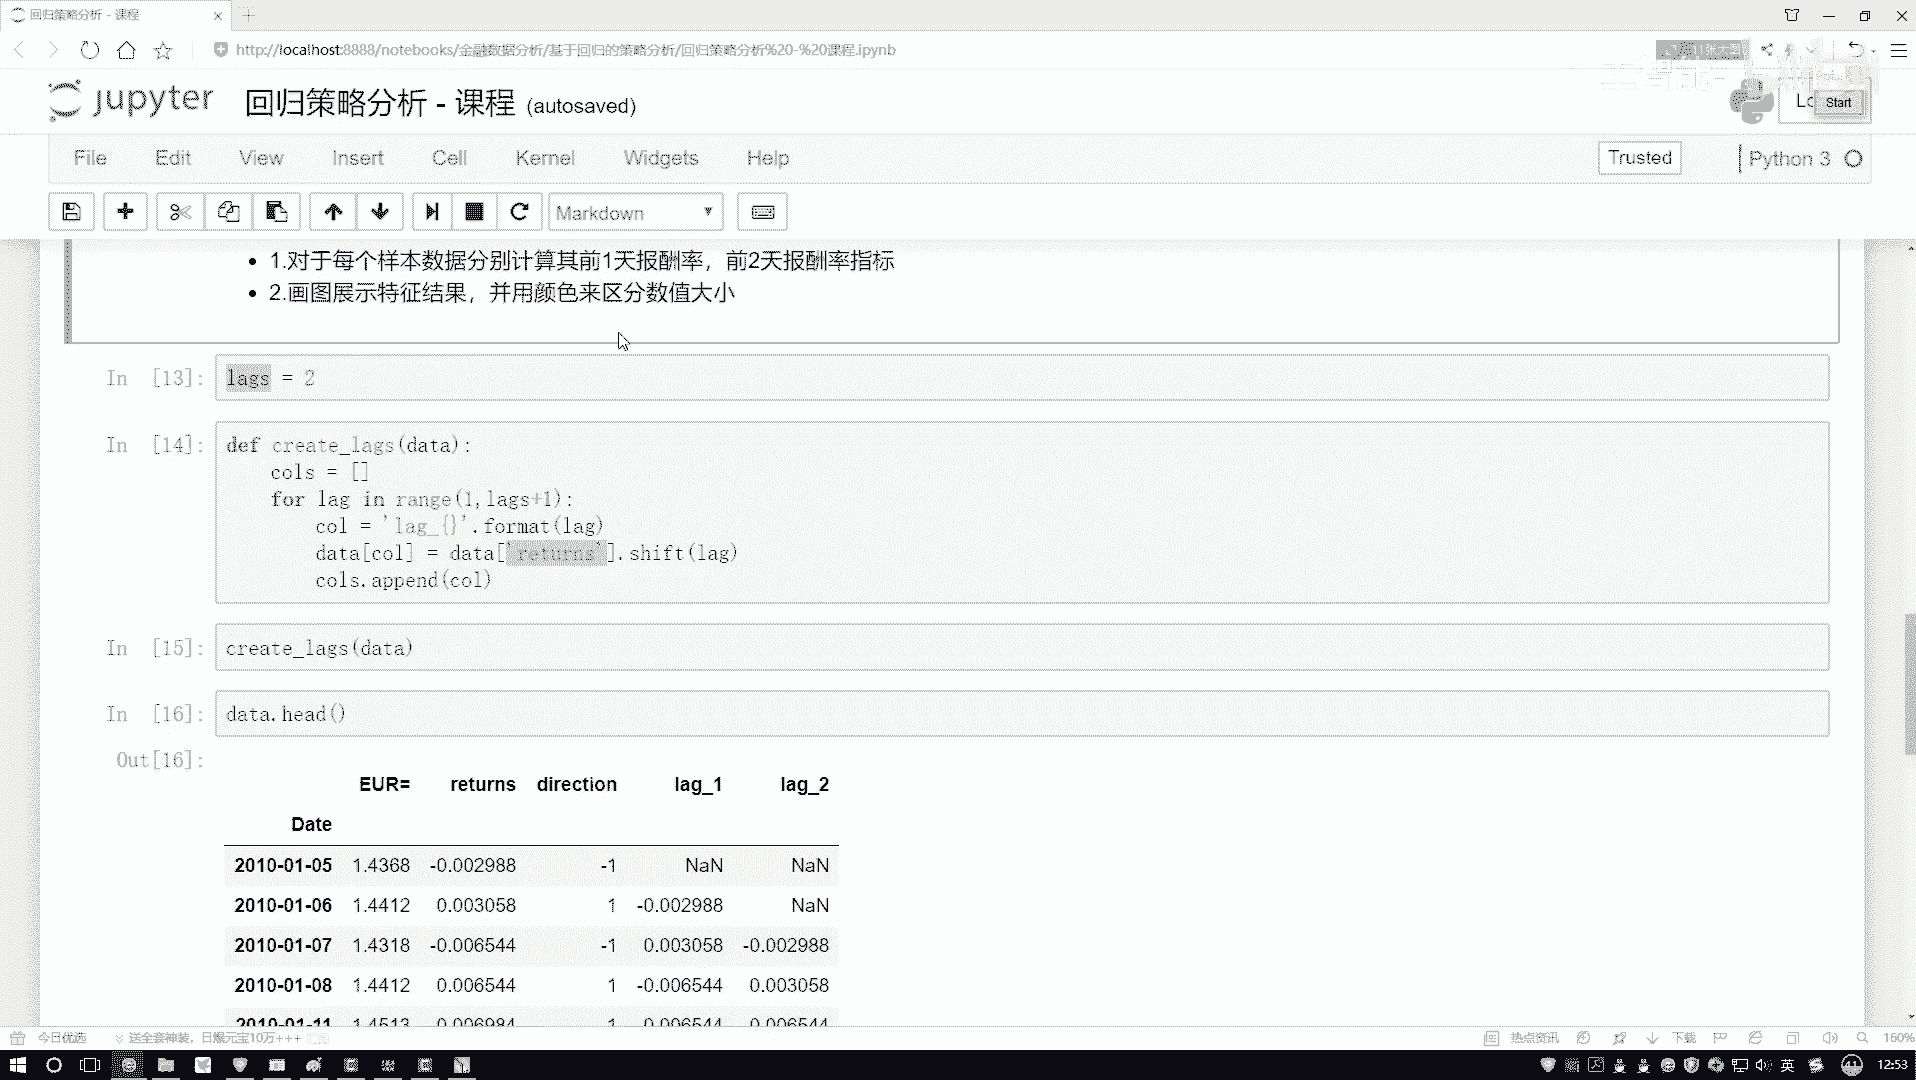 回归策略分析 - 课程
http://localhost:8888/notebooks/金融数据分析/基于回归的策略分析/回归策略分析%20-%20课程.ipynb
jupyter 回归策略分析 - 课程 (autosaved)
Start
File Edit View Insert Cell Kernel Widgets Help
Trusted
Python 3
Markdown
1.对于每个样本数据分别计算其前1天报酬率，前2天报酬率指标
2.画图展示特征结果，并用颜色来区分数值大小
In [13]: lags = 2
In [14]: def create_lags(data):
cols = []
for lag in range(1,lags+1):
col = 'lag_{}'.format(lag)
data[col] = data['returns'].shift(lag)
cols.append(col)
In [15]: create_lags(data)
In [16]: data.head()
Out[16]:
EUR= returns direction lag_1 lag_2
Date
2010-01-05 1.4368 -0.002988 -1 NaN NaN
2010-01-06 1.4412 0.003058 1 -0.002988 NaN
2010-01-07 1.4318 -0.006544 -1 0.003058 -0.002988
2010-01-08 1.4412 0.006544 1 -0.006544 0.003058
2010-01-11 1.4513 0.006984 1 0.006544 -0.006544
今日优选 送全套神装，日爆元宝10万+++ 热点资讯 下载 160%
英 41 12:53